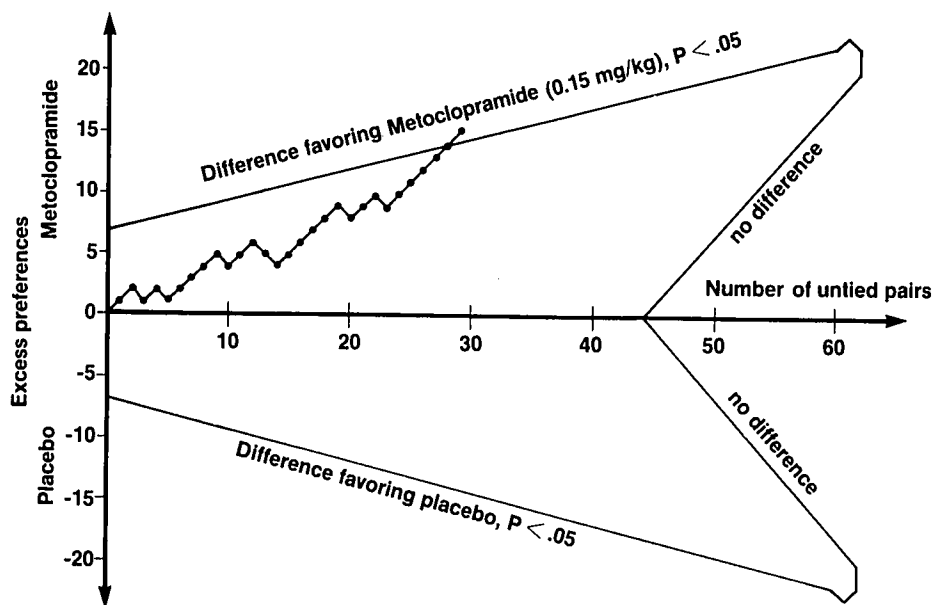 Excess preferences
Metoclopramide
Placebo
20
15
10
5
0
-5
-10
-15
-20
Difference favoring Metoclopramide (0.15 mg/kg), P < .05
no difference
Number of untied pairs
10
20
30
40
50
60
no difference
Difference favoring placebo, P < .05